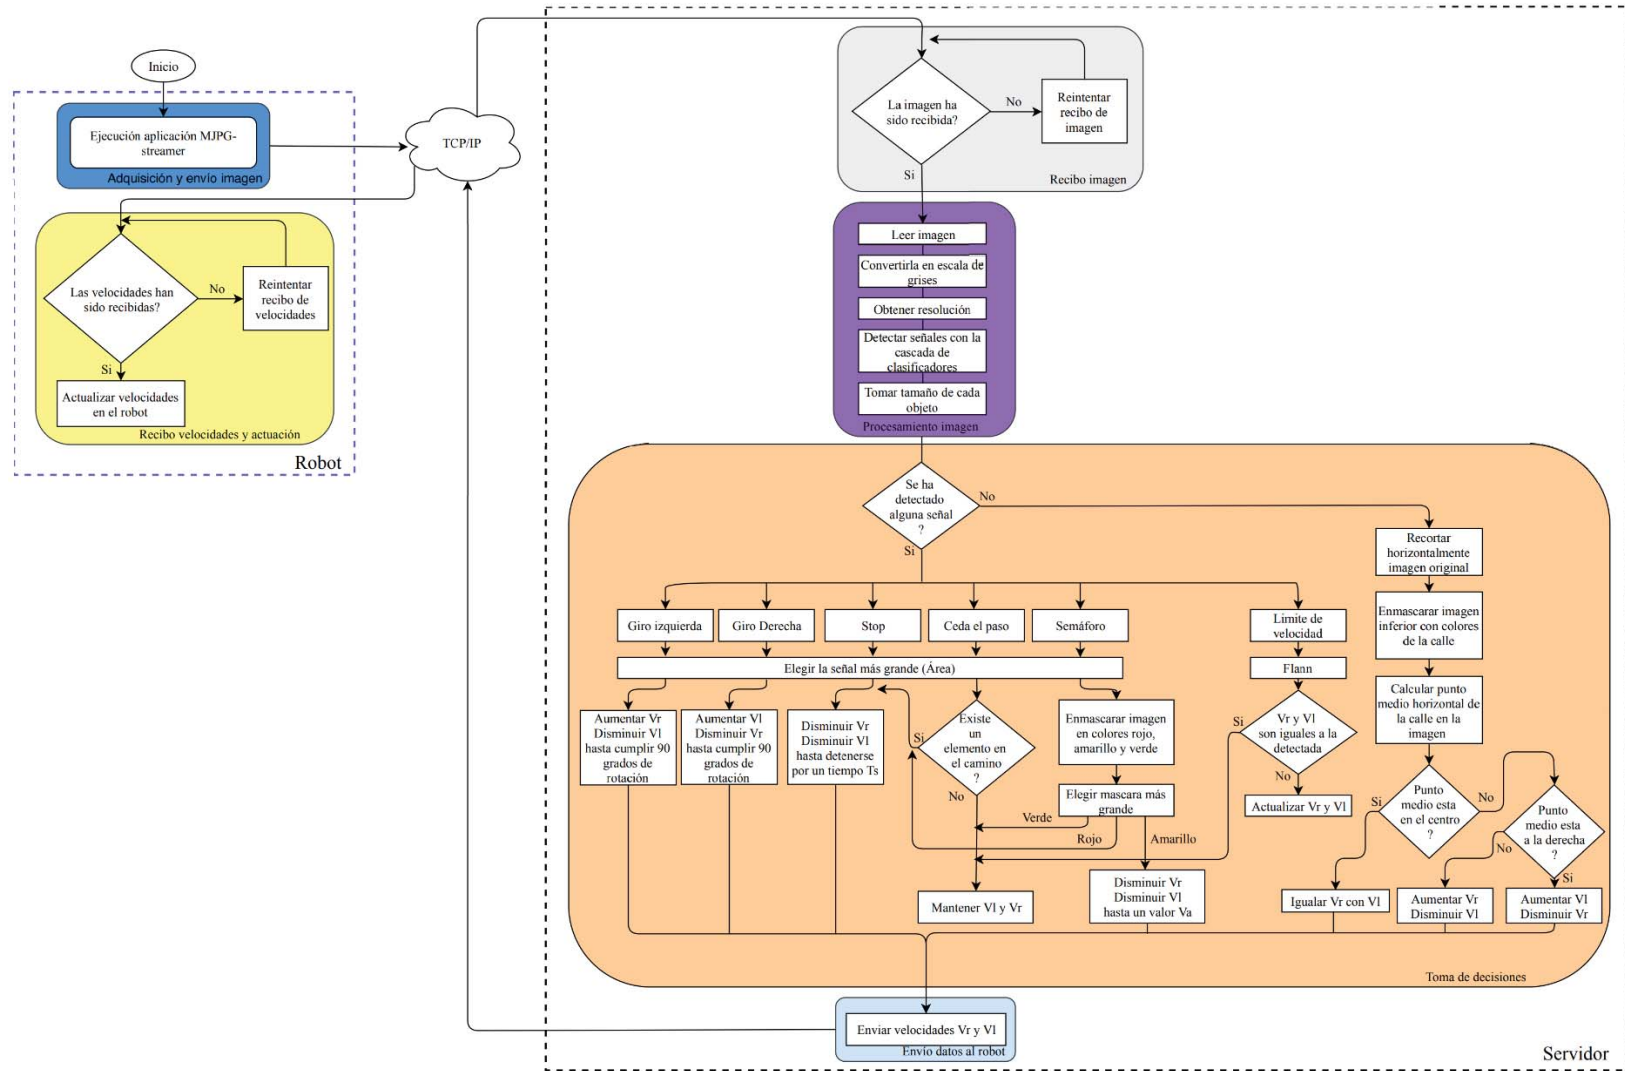 Inicio
Ejecución aplicación MJPG-
streamer
Adquisición y envío imagen
TCP/IP
Las velocidades han
sido recibidas?
No
Reintentar
recibo de
velocidades
Si
Actualizar velocidades
en el robot
Recibo velocidades y actuación
Robot
La imagen ha
sido recibida?
No
Reintentar
recibo de
imagen
Si
Recibo imagen
Leer imagen
Convertirla en escala de
grises
Obtener resolución
Detectar señales con la
cascada de
clasificadores
Tomar tamaño de cada
objeto
Procesamiento imagen
Se ha
detectado
alguna señal
?
No
Si
Recortar
horizontalmente
imagen original
Enmascarar imagen
inferior con colores
de la calle
Calcular punto
medio horizontal de
la calle en la
imagen
Giro izquierda
Giro Derecha
Stop
Ceda el paso
Semáforo
Limite de
velocidad
Elegir la señal más grande (Área)
Flann
Aumentar Vr
Disminuir Vl
hasta cumplir 90
grados de
rotación
Aumentar Vl
Disminuir Vr
hasta cumplir 90
grados de
rotación
Disminuir Vr
Disminuir Vl
hasta detenerse
por un tiempo Ts
Si
Existe
un
elemento en
el camino
?
No
Enmascarar imagen
en colores rojo,
amarillo y verde
Elegir mascara más
grande
Verde
Rojo
Amarillo
Si
Vr y Vl
son iguales a la
detectada
No
Actualizar Vr y Vl
Si
Punto
medio esta
en el centro
?
No
Punto
medio esta
a la derecha
?
No
Si
Mantener Vl y Vr
Disminuir Vr
Disminuir Vl
hasta un valor Va
Igualar Vr con Vl
Aumentar Vr
Disminuir Vl
Aumentar Vl
Disminuir Vr
Toma de decisiones
Enviar velocidades Vr y Vl
Envío datos al robot
Servidor